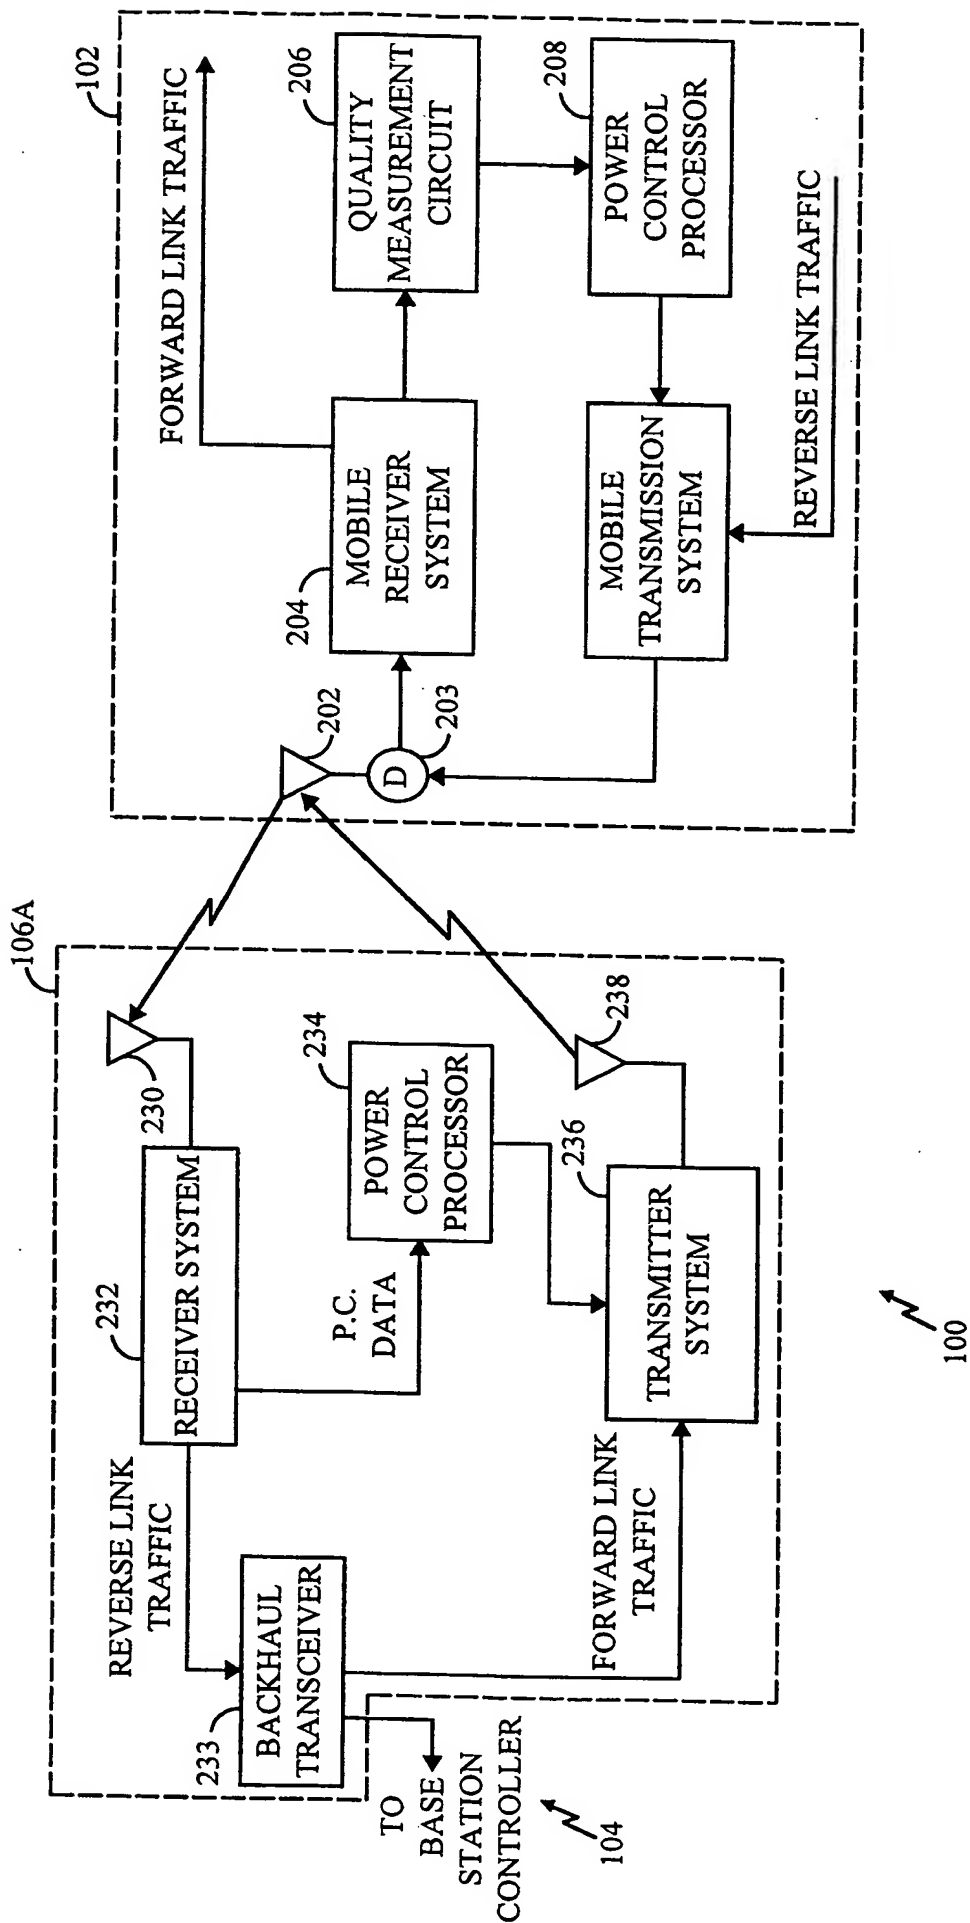 106A
230
232
RECEIVER SYSTEM
REVERSE LINK
TRAFFIC
233
BACKHAUL
TRANSCEIVER
TO
BASE
STATION
CONTROLLER
104
P.C.
DATA
234
POWER
CONTROL
PROCESSOR
236
TRANSMITTER
SYSTEM
238
FORWARD LINK
TRAFFIC
100
102
FORWARD LINK TRAFFIC
202
D
203
204
MOBILE
RECEIVER
SYSTEM
206
QUALITY
MEASUREMENT
CIRCUIT
208
POWER
CONTROL
PROCESSOR
MOBILE
TRANSMISSION
SYSTEM
REVERSE LINK TRAFFIC